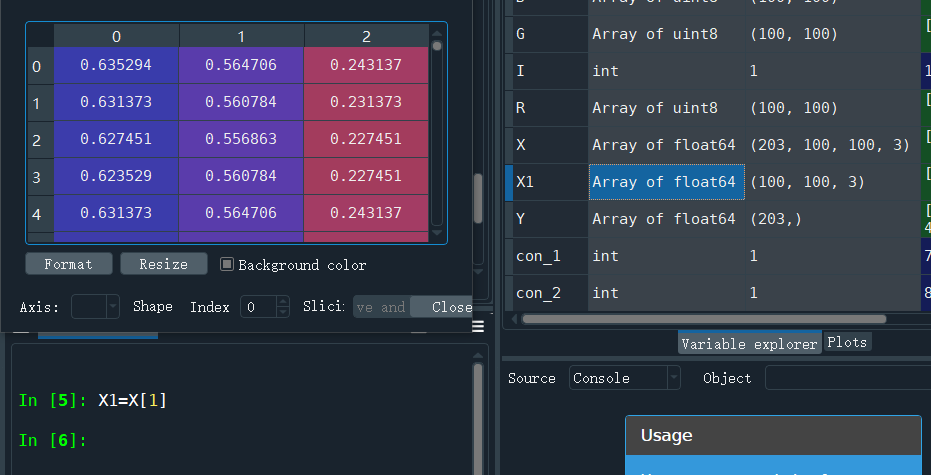 0 1 2
0 0.635294 0.564706 0.243137
1 0.631373 0.560784 0.231373
2 0.627451 0.556863 0.227451
3 0.623529 0.560784 0.227451
4 0.631373 0.564706 0.243137
Format Resize Background color
Axis: Shape Index 0 Slici: ve and Close
In [5]: X1=X[1]
In [6]:
G Array of uint8 (100, 100)
I int 1 1
R Array of uint8 (100, 100)
X Array of float64 (203, 100, 100, 3)
X1 Array of float64 (100, 100, 3)
Y Array of float64 (203,)
con_1 int 1 7
con_2 int 1 8
Variable explorer Plots
Source Console Object
Usage